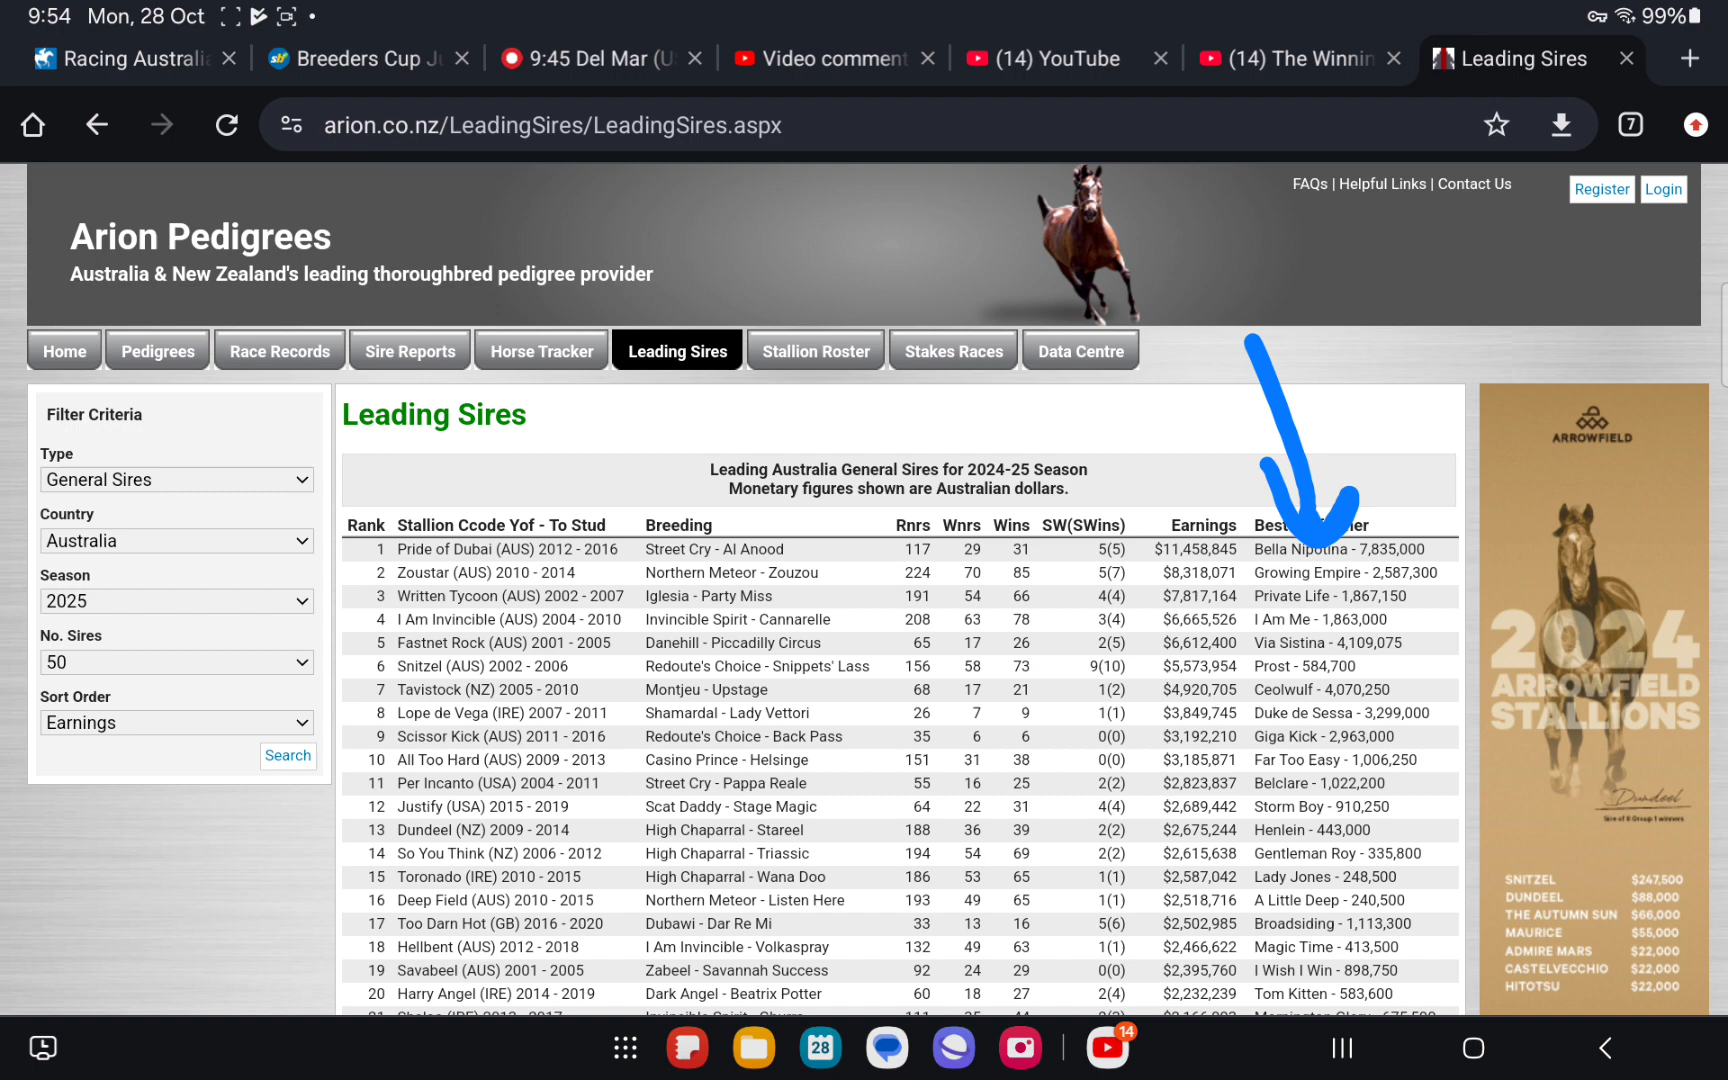 9:54 Mon, 28 Oct
99%
Racing Australia
Breeders Cup Ju
9:45 Del Mar (U
Video comment
(14) YouTube
(14) The Winnin
Leading Sires
arion.co.nz/LeadingSires/LeadingSires.aspx
7
FAQs | Helpful Links | Contact Us
Register
Login
Arion Pedigrees
Australia & New Zealand's leading thoroughbred pedigree provider
Home
Pedigrees
Race Records
Sire Reports
Horse Tracker
Leading Sires
Stallion Roster
Stakes Races
Data Centre
Filter Criteria
Type
General Sires
Country
Australia
Season
2025
No. Sires
50
Sort Order
Earnings
Search
Leading Sires
Leading Australia General Sires for 2024-25 Season
Monetary figures shown are Australian dollars.
Rank Stallion Ccode Yof - To Stud Breeding Rnrs Wnrs Wins SW(SWins) Earnings
1 Pride of Dubai (AUS) 2012 - 2016 Street Cry - Al Anood 117 29 31 5(5) $11,458,845 Bella Nipotina - 7,835,000
2 Zoustar (AUS) 2010 - 2014 Northern Meteor - Zouzou 224 70 85 5(7) $8,318,071 Growing Empire - 2,587,300
3 Written Tycoon (AUS) 2002 - 2007 Iglesia - Party Miss 191 54 66 4(4) $7,817,164 Private Life - 1,867,150
4 I Am Invincible (AUS) 2004 - 2010 Invincible Spirit - Cannarelle 208 63 78 3(4) $6,665,526 I Am Me - 1,863,000
5 Fastnet Rock (AUS) 2001 - 2005 Danehill - Piccadilly Circus 65 17 26 2(5) $6,612,400 Via Sistina - 4,109,075
6 Snitzel (AUS) 2002 - 2006 Redoute's Choice - Snippets' Lass 156 58 73 9(10) $5,573,954 Prost - 584,700
7 Tavistock (NZ) 2005 - 2010 Montjeu - Upstage 68 17 21 1(2) $4,920,705 Ceolwulf - 4,070,250
8 Lope de Vega (IRE) 2007 - 2011 Shamardal - Lady Vettori 26 7 9 1(1) $3,849,745 Duke de Sessa - 3,299,000
9 Scissor Kick (AUS) 2011 - 2016 Redoute's Choice - Back Pass 35 6 6 0(0) $3,192,210 Giga Kick - 2,963,000
10 All Too Hard (AUS) 2009 - 2013 Casino Prince - Helsinge 151 31 38 0(0) $3,185,871 Far Too Easy - 1,006,250
11 Per Incanto (USA) 2004 - 2011 Street Cry - Pappa Reale 55 16 25 2(2) $2,823,837 Belclare - 1,022,200
12 Justify (USA) 2015 - 2019 Scat Daddy - Stage Magic 64 22 31 4(4) $2,689,442 Storm Boy - 910,250
13 Dundeel (NZ) 2009 - 2014 High Chaparral - Stareel 188 36 39 2(2) $2,675,244 Henlein - 443,000
14 So You Think (NZ) 2006 - 2012 High Chaparral - Triassic 194 54 69 2(2) $2,615,638 Gentleman Roy - 335,800
15 Toronado (IRE) 2010 - 2015 High Chaparral - Wana Doo 186 53 65 1(1) $2,587,042 Lady Jones - 248,500
16 Deep Field (AUS) 2010 - 2015 Northern Meteor - Listen Here 193 49 65 1(1) $2,518,716 A Little Deep - 240,500
17 Too Darn Hot (GB) 2016 - 2020 Dubawi - Dar Re Mi 33 13 16 5(6) $2,502,985 Broadsiding - 1,113,300
18 Hellbent (AUS) 2012 - 2018 I Am Invincible - Volkaspray 132 49 63 1(1) $2,466,622 Magic Time - 413,500
19 Savabeel (AUS) 2001 - 2005 Zabeel - Savannah Success 92 24 29 0(0) $2,395,760 I Wish I Win - 898,750
20 Harry Angel (IRE) 2014 - 2019 Dark Angel - Beatrix Potter 60 18 27 2(4) $2,232,239 Tom Kitten - 583,600
ARROWFIELD
2024
ARROWFIELD
STALLIONS
Dundeel
Sire of 8 Group 1 winners
SNITZEL $247,500
DUNDEEL $88,000
THE AUTUMN SUN $66,000
MAURICE $55,000
ADMIRE MARS $22,000
CASTELVECCHIO $22,000
HITOTSU $22,000
28
14